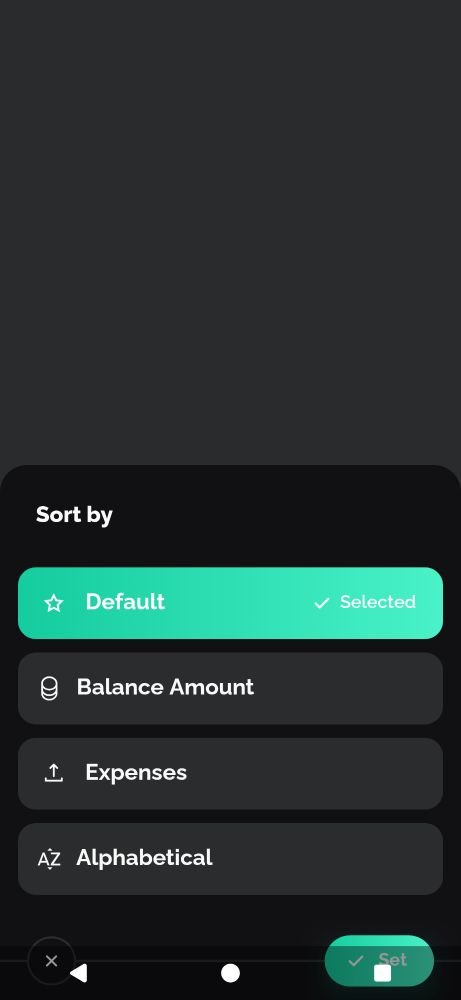 Sort by
Default
Selected
Balance Amount
Expenses
Alphabetical
Set